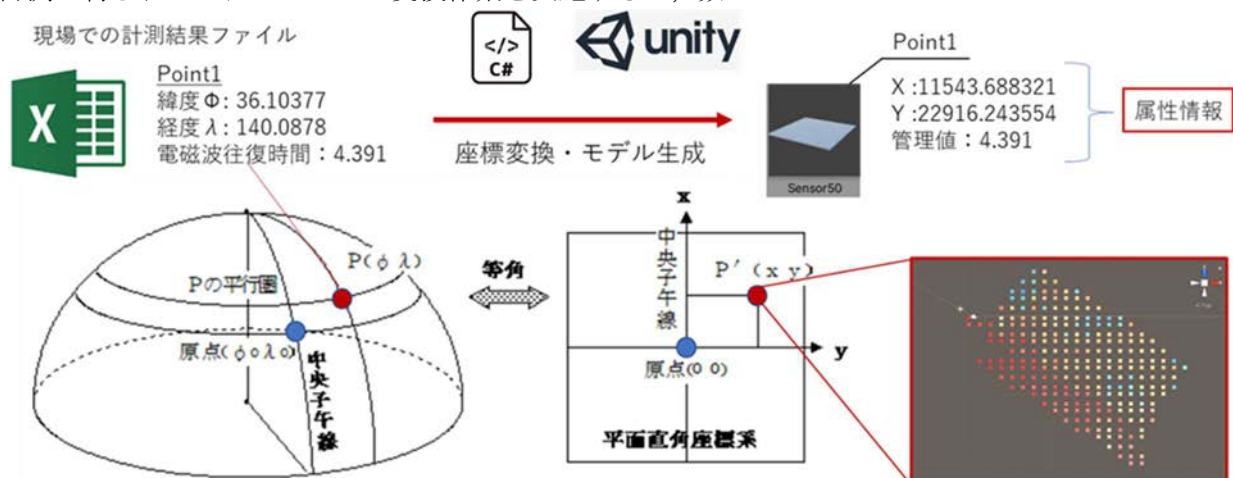 現場での計測結果ファイル
Point1
緯度Φ: 36.10377
経度λ: 140.0878
電磁波往復時間：4.391
X
</>
C#
unity
座標変換・モデル生成
Sensor50
Point1
X :11543.688321
Y :22916.243554
管理値：4.391
属性情報
P(φ λ)
Pの平行圏
原点(φ0λ0)
中央子午線
等角
x
中央子午線
P′(x y)
y
原点(0 0)
平面直角座標系